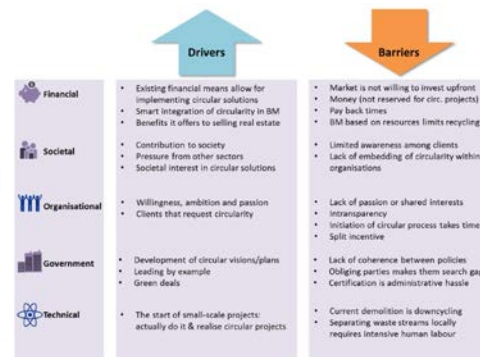 Drivers
Barriers
Financial
Existing financial means allow for
implementing circular solutions
Smart integration of circularity in BM
Benefits it offers to selling real estate
Market is not willing to invest upfront
Money (not reserved for circ. projects)
Pay back times
BM based on resources limits recycling
Societal
Contribution to society
Pressure from other sectors
Societal interest in circular solutions
Limited awareness among clients
Lack of embedding of circularity within
organisations
Organisational
Willingness, ambition and passion
Clients that request circularity
Lack of passion or shared interests
Intransparency
Initiation of circular process takes time
Split incentive
Government
Development of circular visions/plans
Leading by example
Green deals
Lack of coherence between policies
Obliging parties makes them search gap
Certification is administrative hassle
Technical
The start of small-scale projects:
actually do it & realise circular projects
Current demolition is downcycling
Separating waste streams locally
requires intensive human labour